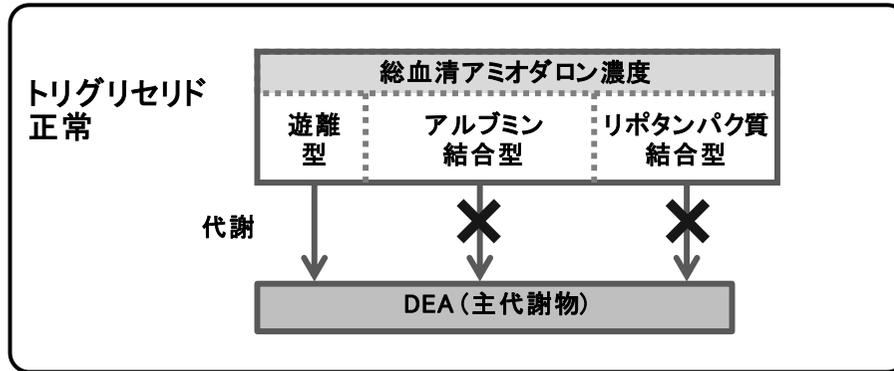 トリグリセリド
正常
総血清アミオダロン濃度
遊離
型
アルブミン
結合型
リポタンパク質
結合型
代謝
DEA（主代謝物）